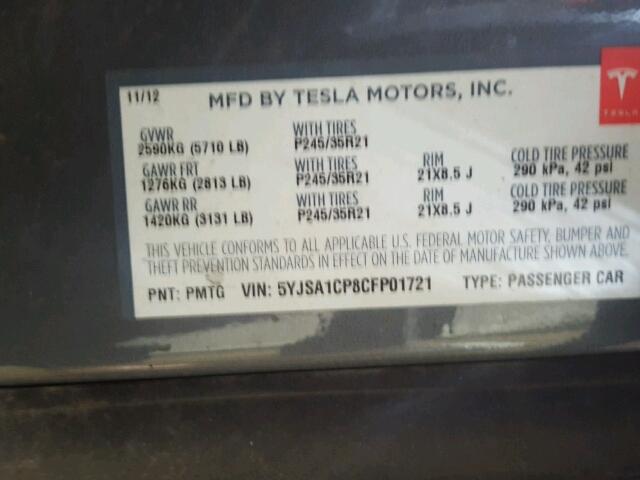 11/12 MFD BY TESLA MOTORS, INC.
TESLA
GVWR WITH TIRES
2590KG (5710 LB) P245/35R21
GAWR FRT WITH TIRES RIM COLD TIRE PRESSURE
1276KG (2813 LB) P245/35R21 21X8.5 J 290 kPa, 42 psi
GAWR RR WITH TIRES RIM COLD TIRE PRESSURE
1420KG (3131 LB) P245/35R21 21X8.5 J 290 kPa, 42 psi
THIS VEHICLE CONFORMS TO ALL APPLICABLE U.S. FEDERAL MOTOR SAFETY, BUMPER AND
THEFT PREVENTION STANDARDS IN EFFECT ON THE DATE OF MANUFACTURE SHOWN ABOVE.
PNT: PMTG VIN: 5YJSA1CP8CFP01721 TYPE: PASSENGER CAR